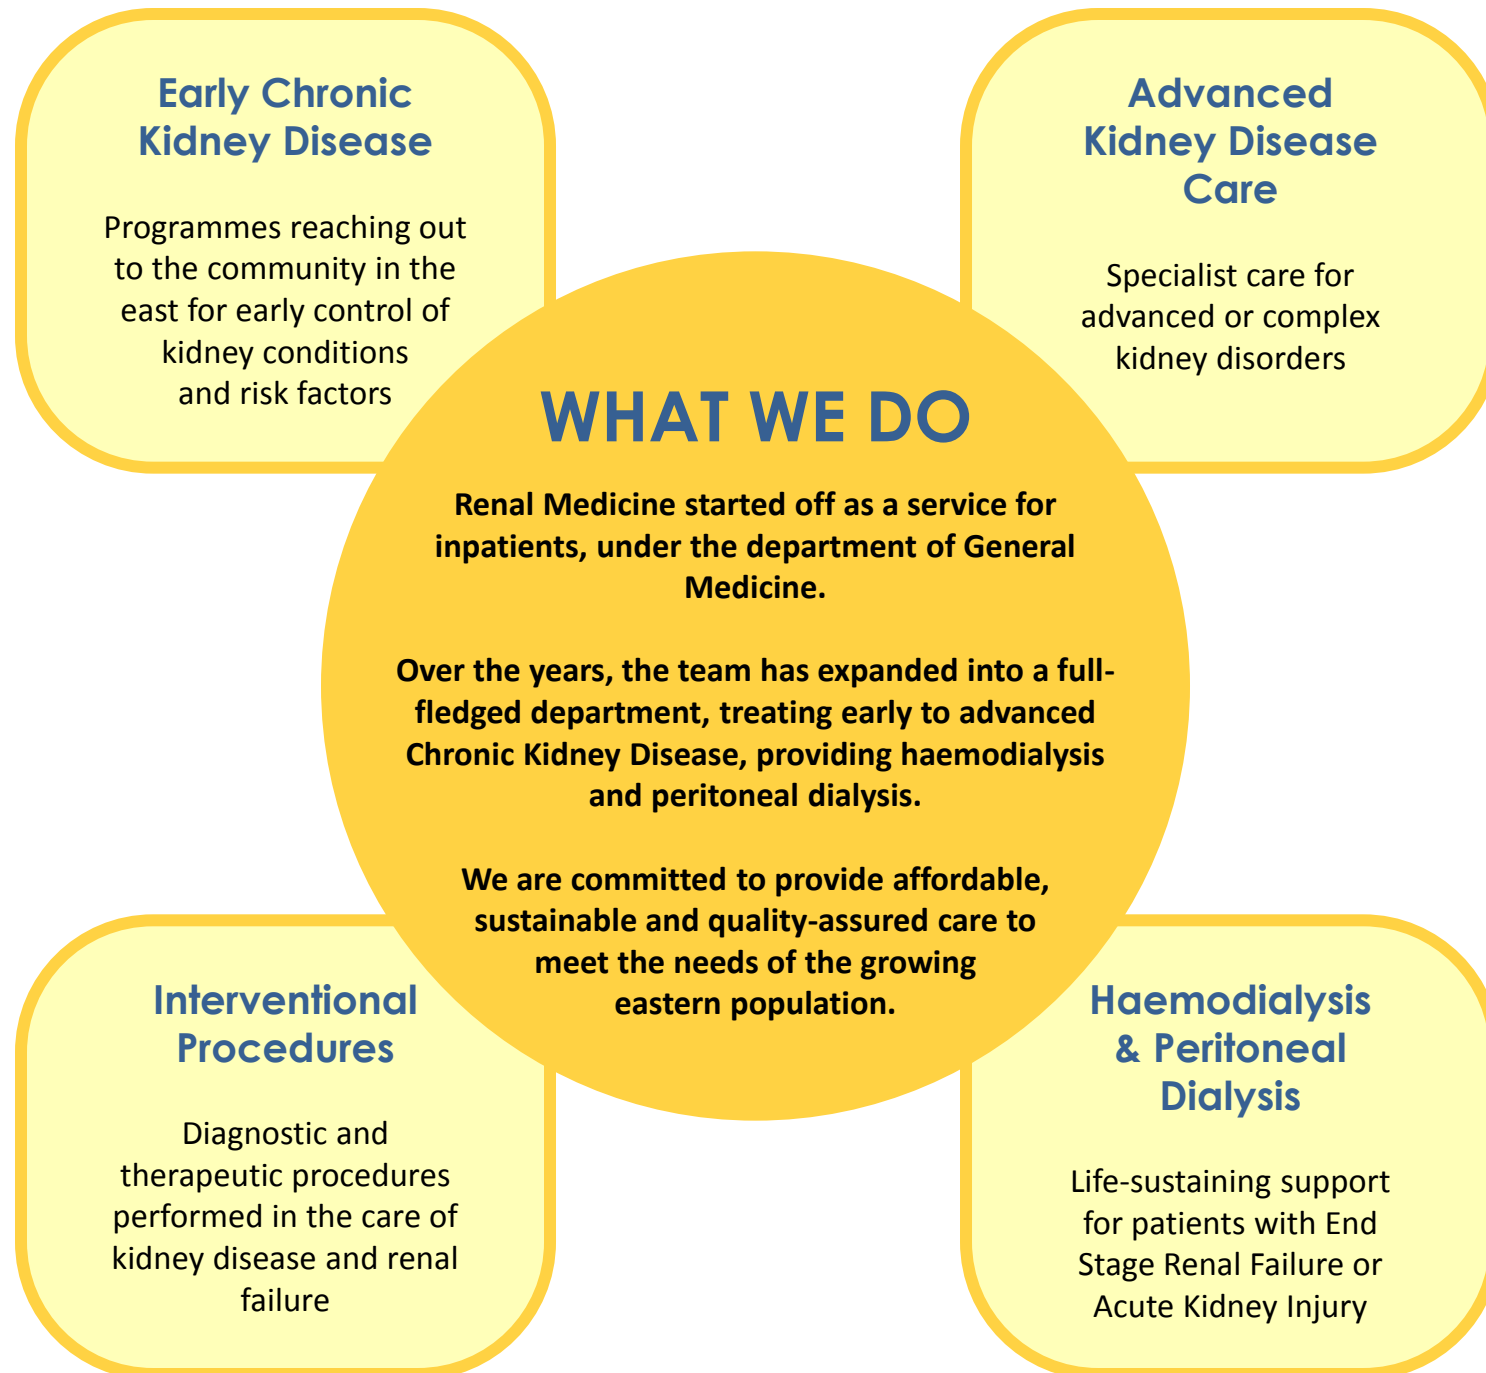 Early Chronic
Kidney Disease
Programmes reaching out
to the community in the
east for early control of
kidney conditions
and risk factors
Advanced
Kidney Disease
Care
Specialist care for
advanced or complex
kidney disorders
WHAT WE DO
Renal Medicine started off as a service for
inpatients, under the department of General
Medicine.
Over the years, the team has expanded into a full-
fledged department, treating early to advanced
Chronic Kidney Disease, providing haemodialysis
and peritoneal dialysis.
We are committed to provide affordable,
sustainable and quality-assured care to
meet the needs of the growing
eastern population.
Interventional
Procedures
Diagnostic and
therapeutic procedures
performed in the care of
kidney disease and renal
failure
Haemodialysis
& Peritoneal
Dialysis
Life-sustaining support
for patients with End
Stage Renal Failure or
Acute Kidney Injury